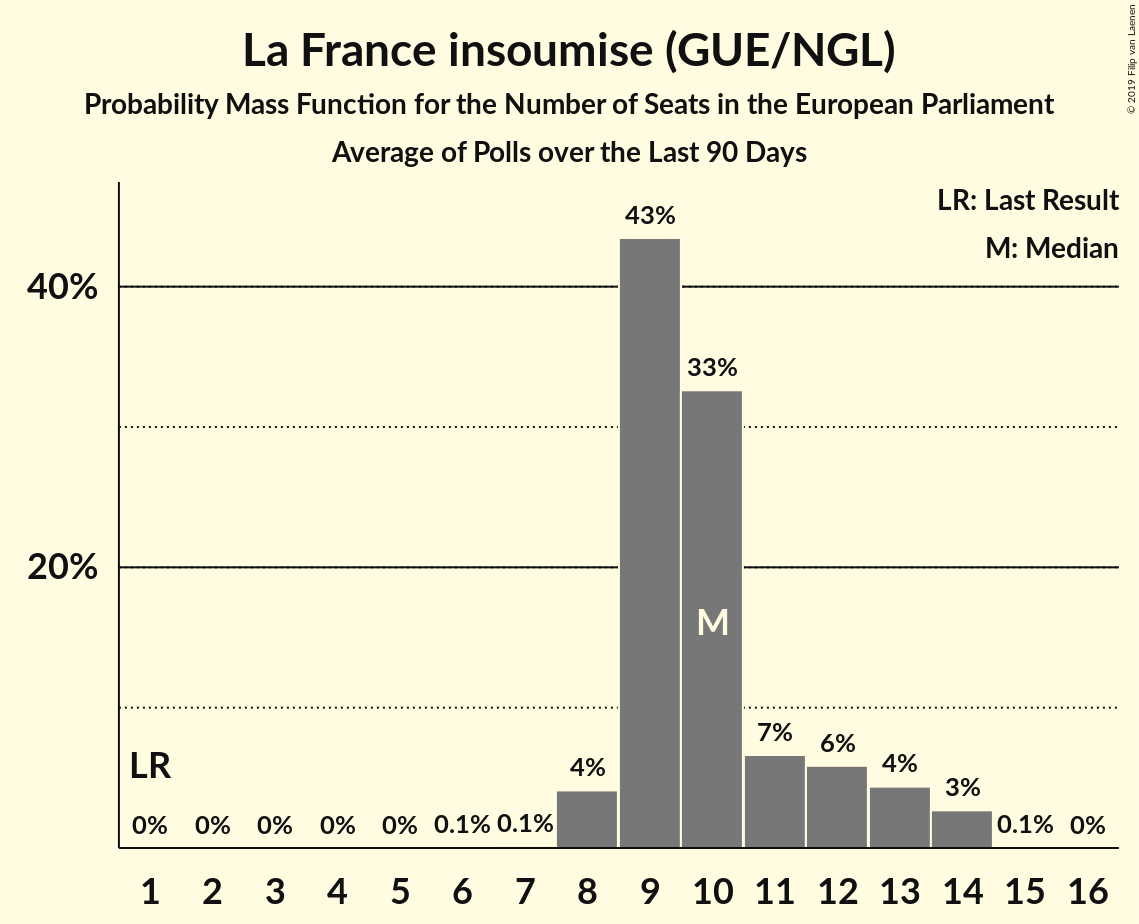 La France insoumise (GUE/NGL)
Probability Mass Function for the Number of Seats in the European Parliament
Average of Polls over the Last 90 Days
© 2019 Filip van Laenen
LR: Last Result
M: Median
43%
40%
33%
20%
M
7%
6%
4%
4%
3%
LR
0% 0% 0% 0% 0% 0.1% 0.1% 0.1% 0%
1 2 3 4 5 6 7 8 9 10 11 12 13 14 15 16